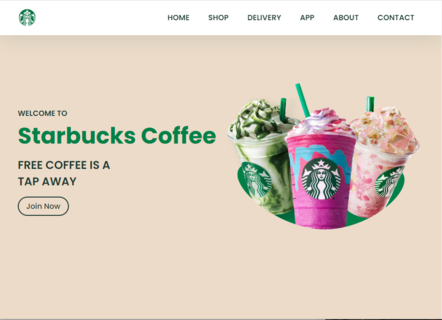 HOME SHOP DELIVERY APP ABOUT CONTACT
WELCOME TO
Starbucks Coffee
FREE COFFEE IS A
TAP AWAY
Join Now